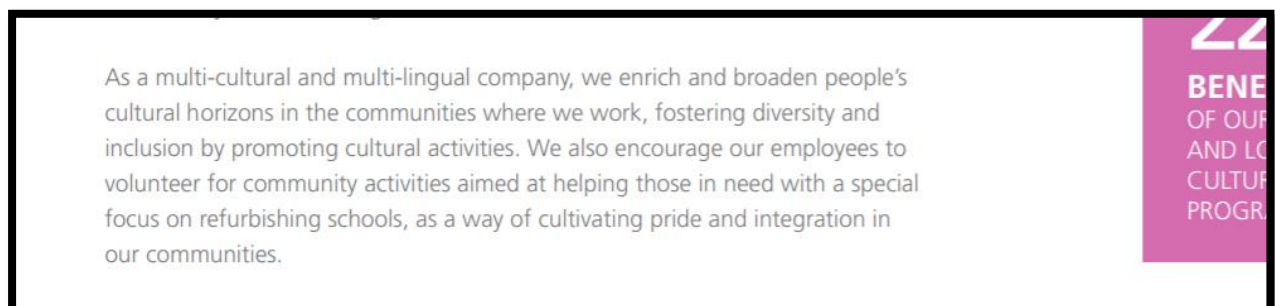 As a multi-cultural and multi-lingual company, we enrich and broaden people's
cultural horizons in the communities where we work, fostering diversity and
inclusion by promoting cultural activities. We also encourage our employees to
volunteer for community activities aimed at helping those in need with a special
focus on refurbishing schools, as a way of cultivating pride and integration in
our communities.
OF
AND